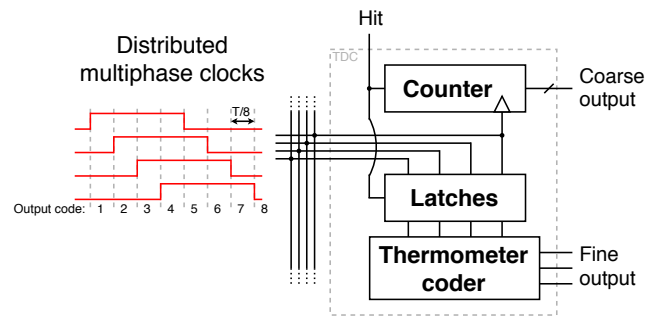 Hit
Distributed
multiphase clocks
TDC
Counter
Coarse
output
T/8
Latches
Output code: 1 2 3 4 5 6 7 8
Thermometer
coder
Fine
output